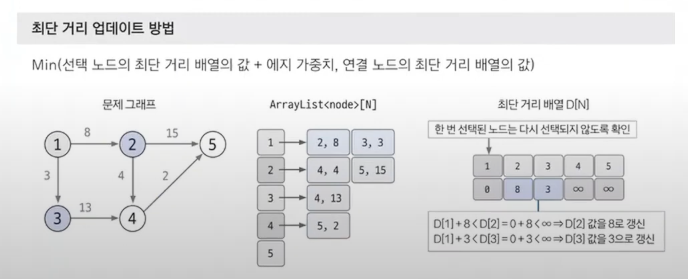 최단 거리 업데이트 방법
Min(선택 노드의 최단 거리 배열의 값 + 에지 가중치, 연결 노드의 최단 거리 배열의 값)
문제 그래프
1 8 2 15 5
3 4 2
3 13 4
ArrayList<node>[N]
1 2, 8 3, 3
2 4, 4 5, 15
3 4, 13
4 5, 2
5
최단 거리 배열 D[N]
한 번 선택된 노드는 다시 선택되지 않도록 확인
1 2 3 4 5
0 8 3 ∞ ∞
D[1]+8<D[2]=0+8<∞⇒D[2] 값을 8로 갱신
D[1]+3<D[3]=0+3<∞⇒D[3] 값을 3으로 갱신